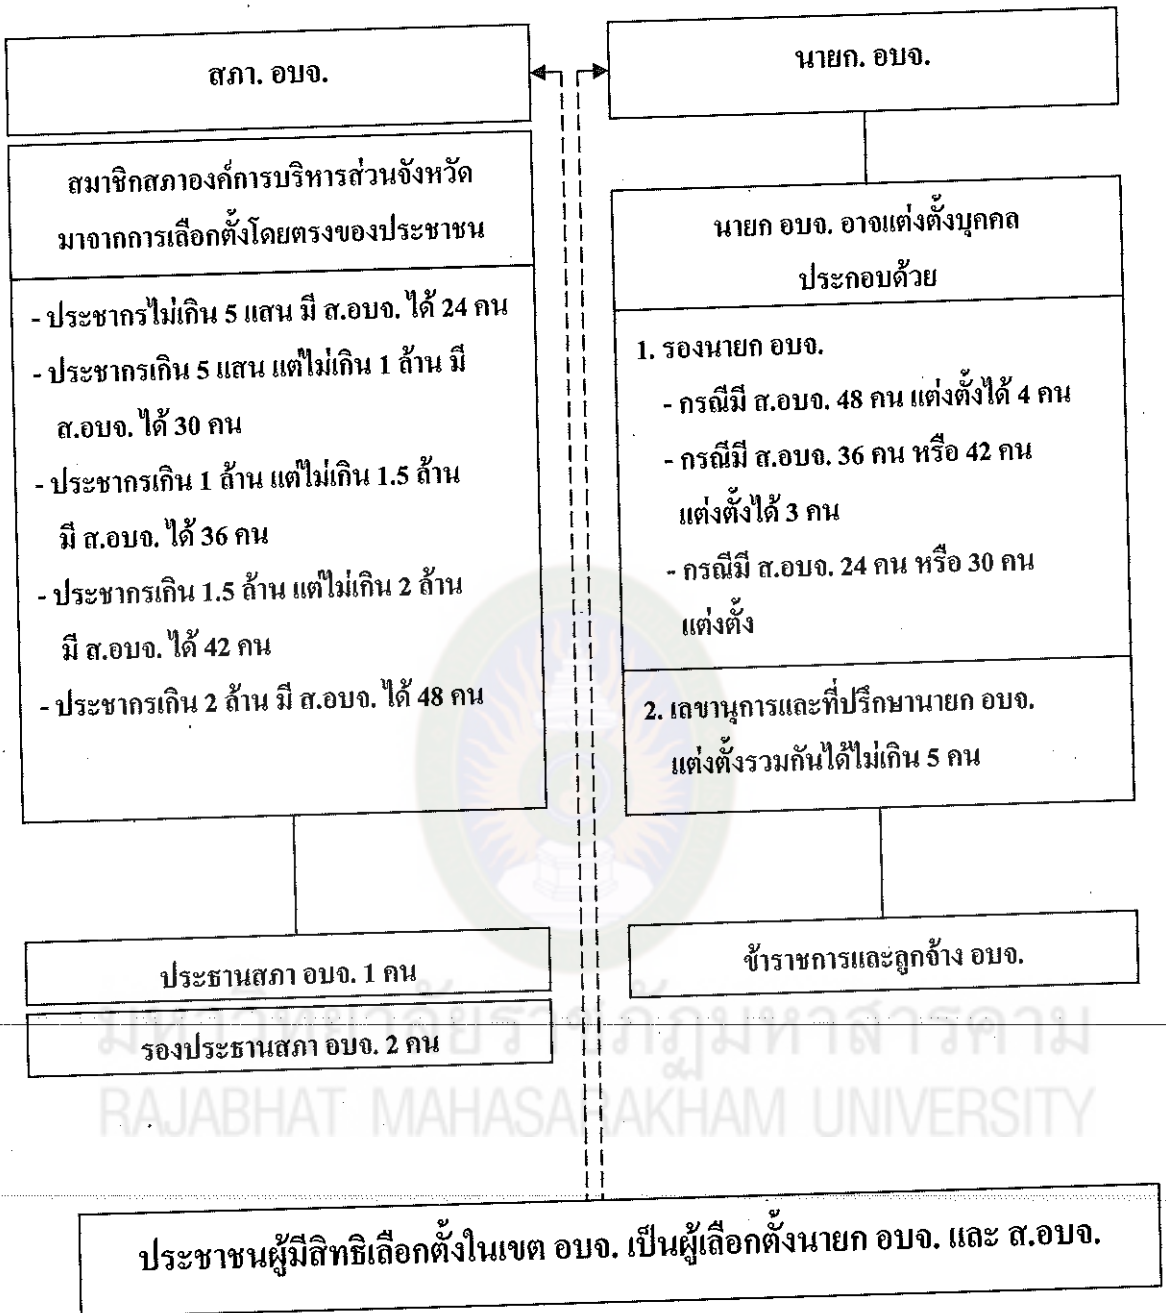 สภา. อบจ.
สมาชิกสภาองค์การบริหารส่วนจังหวัด
มาจากการเลือกตั้งโดยตรงของประชาชน
- ประชากรไม่เกิน 5 แสน มี ส.อบจ. ได้ 24 คน
- ประชากรเกิน 5 แสน แต่ไม่เกิน 1 ล้าน มี
ส.อบจ. ได้ 30 คน
- ประชากรเกิน 1 ล้าน แต่ไม่เกิน 1.5 ล้าน
มี ส.อบจ. ได้ 36 คน
- ประชากรเกิน 1.5 ล้าน แต่ไม่เกิน 2 ล้าน
มี ส.อบจ. ได้ 42 คน
- ประชากรเกิน 2 ล้าน มี ส.อบจ. ได้ 48 คน
ประธานสภา อบจ. 1 คน
รองประธานสภา อบจ. 2 คน
นายก. อบจ.
นายก อบจ. อาจแต่งตั้งบุคคล
ประกอบด้วย
1. รองนายก อบจ.
- กรณีมี ส.อบจ. 48 คน แต่งตั้งได้ 4 คน
- กรณีมี ส.อบจ. 36 คน หรือ 42 คน
แต่งตั้งได้ 3 คน
- กรณีมี ส.อบจ. 24 คน หรือ 30 คน
แต่งตั้ง
2. เลขานุการและที่ปรึกษานายก อบจ.
แต่งตั้งรวมกันได้ไม่เกิน 5 คน
ข้าราชการและลูกจ้าง อบจ.
มหาวิทยาลัยราชภัฏมหาสารคาม
RAJABHAT MAHASARAKHAM UNIVERSITY
ประชาชนผู้มีสิทธิเลือกตั้งในเขต อบจ. เป็นผู้เลือกตั้งนายก อบจ. และ ส.อบจ.